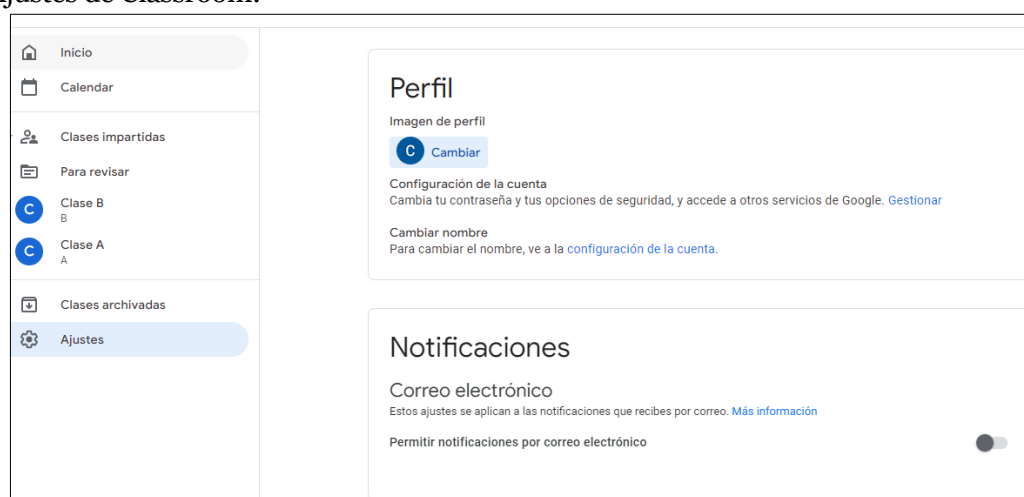 Ajustes de Classroom.
Inicio
Calendar
Clases impartidas
Para revisar
C
Clase B
B
C
Clase A
A
Clases archivadas
Ajustes
Perfil
Imagen de perfil
C Cambiar
Configuración de la cuenta
Cambia tu contraseña y tus opciones de seguridad, y accede a otros servicios de Google. Gestionar
Cambiar nombre
Para cambiar el nombre, ve a la configuración de la cuenta.
Notificaciones
Correo electrónico
Estos ajustes se aplican a las notificaciones que recibes por correo. Más información
Permitir notificaciones por correo electrónico